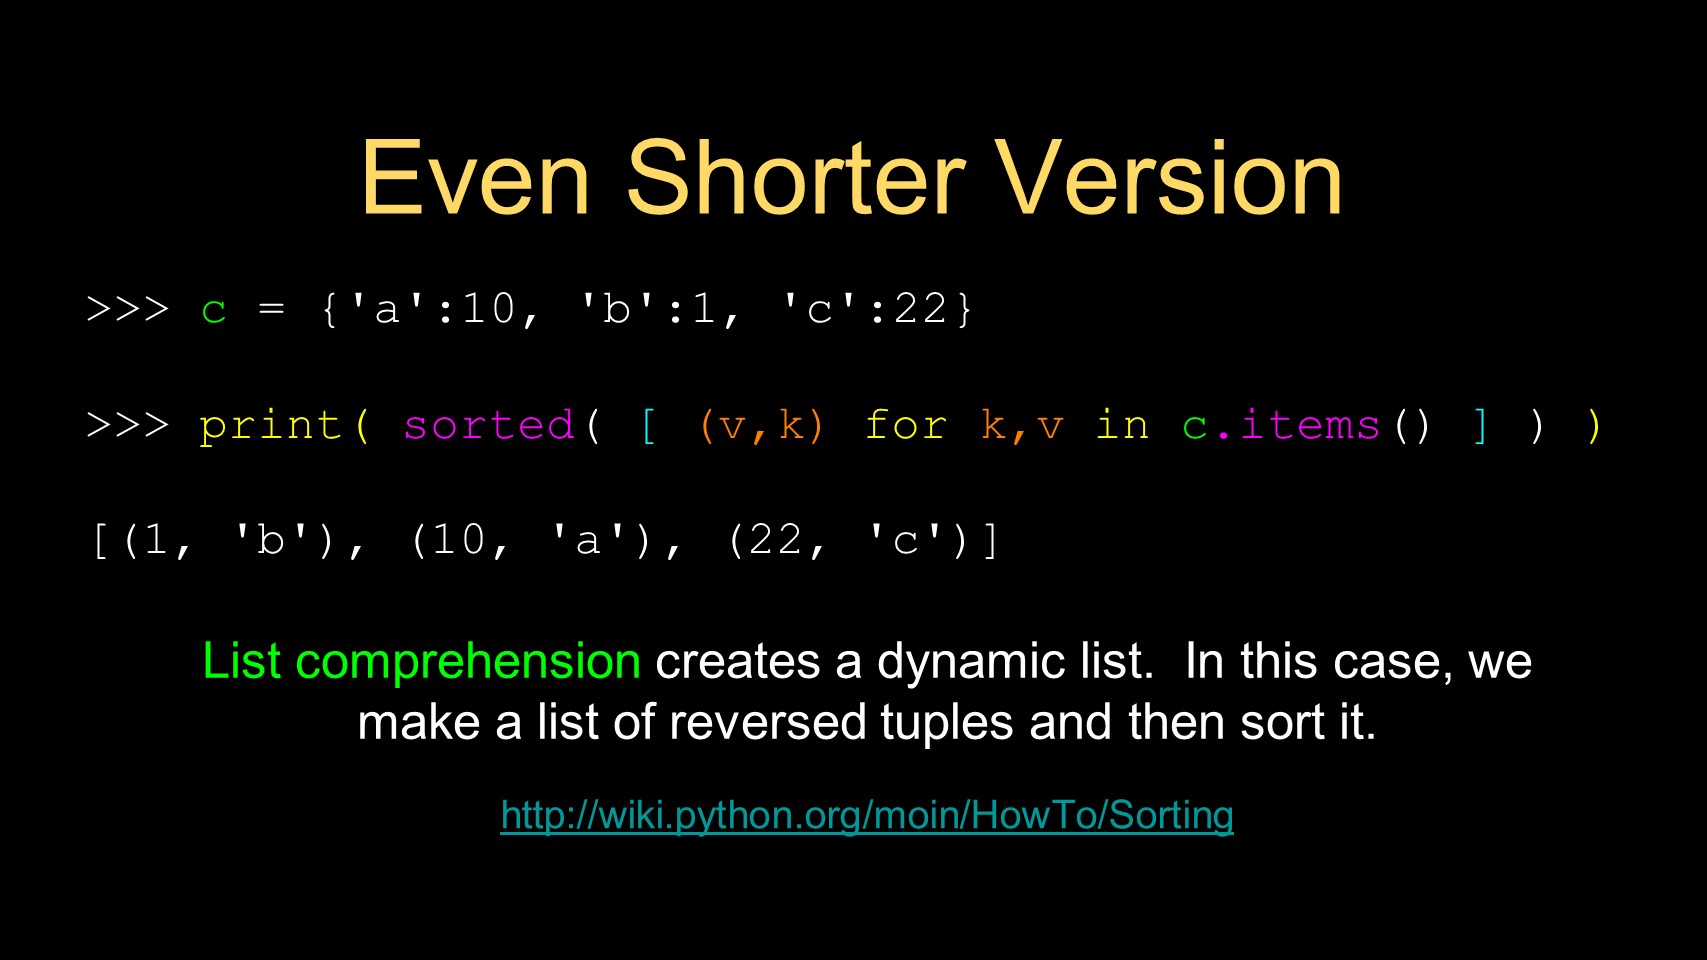 Even Shorter Version
>>> c = {'a':10, 'b':1, 'c':22}
>>> print( sorted( [ (v,k) for k,v in c.items() ] ) )
[(1, 'b'), (10, 'a'), (22, 'c')]
List comprehension creates a dynamic list.  In this case, we
make a list of reversed tuples and then sort it.
http://wiki.python.org/moin/HowTo/Sorting